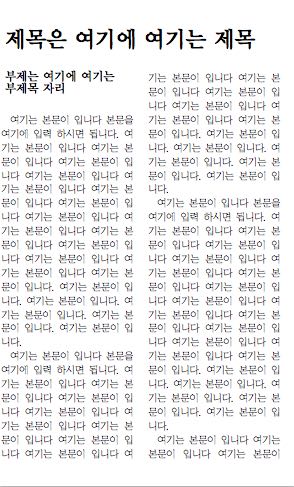 제목은 여기에 여기는 제목
부제는 여기에 여기는
부제목 자리
여기는 본문이 입니다 본문을
여기에 입력 하시면 됩니다. 여
기는 본문이 입니다 여기는 본
문이 입니다 여기는 본문이 입
니다 여기는 본문이 입니다 여
기는 본문이 입니다 여기는 본
문이 입니다 여기는 본문이 입
니다 여기는 본문이 입니다 여
기는 본문이 입니다 여기는 본
문이 입니다 여기는 본문이 입
니다 여기는 본문이 입니다 여
기는 본문이 입니다 여기는 본
문이 입니다. 여기는 본문이 입
니다. 여기는 본문이 입니다. 여
기는 본문이 입니다. 여기는 본
문이 입니다. 여기는 본문이 입
니다.
여기는 본문이 입니다 본문을
여기에 입력 하시면 됩니다. 여
기는 본문이 입니다 여기는 본
문이 입니다 여기는 본문이 입
니다 여기는 본문이 입니다 여
기는 본문이 입니다 여기는 본
문이 입니다 여기는 본문이 입
니다 여기는 본문이 입니다 여
기는 본문이 입니다 여기는 본
문이 입니다 여기는 본문이 입
니다 여기는 본문이 입니다 여
기는 본문이 입니다 여기는 본
문이 입니다. 여기는 본문이 입
니다. 여기는 본문이 입니다. 여
기는 본문이 입니다. 여기는 본
문이 입니다. 여기는 본문이 입
니다.
여기는 본문이 입니다 본문을
여기에 입력 하시면 됩니다. 여
기는 본문이 입니다 여기는 본
문이 입니다 여기는 본문이 입
니다 여기는 본문이 입니다 여
기는 본문이 입니다 여기는 본
문이 입니다 여기는 본문이 입
니다 여기는 본문이 입니다 여
기는 본문이 입니다 여기는 본
문이 입니다 여기는 본문이 입
니다 여기는 본문이 입니다 여
기는 본문이 입니다 여기는 본
문이 입니다. 여기는 본문이 입
니다. 여기는 본문이 입니다. 여
기는 본문이 입니다. 여기는 본
문이 입니다. 여기는 본문이 입
니다.
여기는 본문이 입니다 여기는
본문이 입니다 여기는 본문이